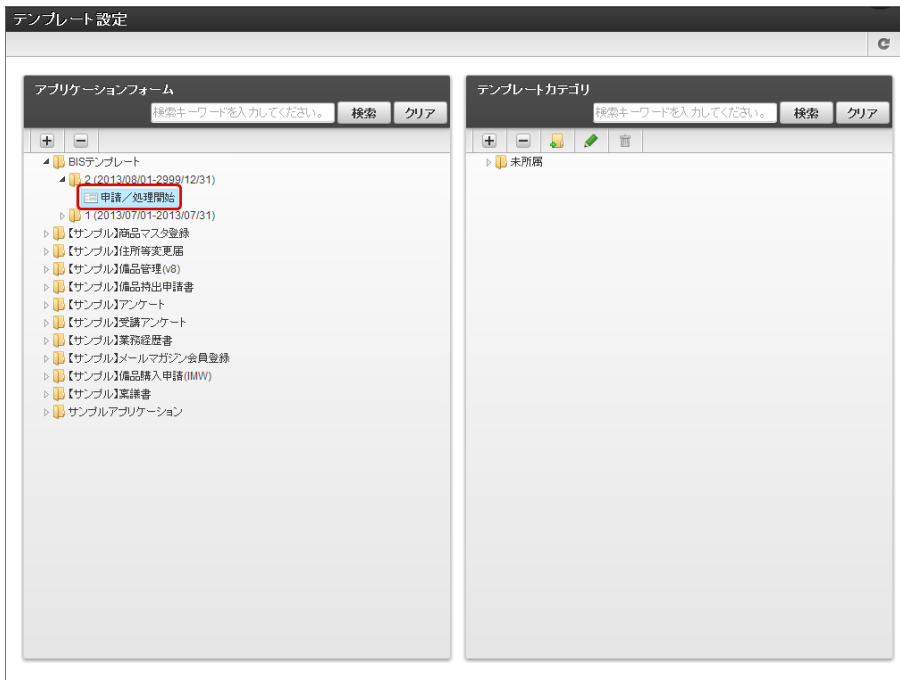 テンプレート設定
アプリケーションフォーム
検索キーワードを入力してください。 検索 クリア
BISテンプレート
2 (2013/08/01-2999/12/31)
申請／処理開始
1 (2013/07/01-2013/07/31)
【サンプル】商品マスタ登録
【サンプル】住所等変更届
【サンプル】備品管理(v8)
【サンプル】備品持出申請書
【サンプル】アンケート
【サンプル】受講アンケート
【サンプル】業務経歴書
【サンプル】メールマガジン会員登録
【サンプル】備品購入申請(IMW)
【サンプル】稟議書
サンプルアプリケーション
テンプレートカテゴリ
検索キーワードを入力してください。 検索 クリア
未所属